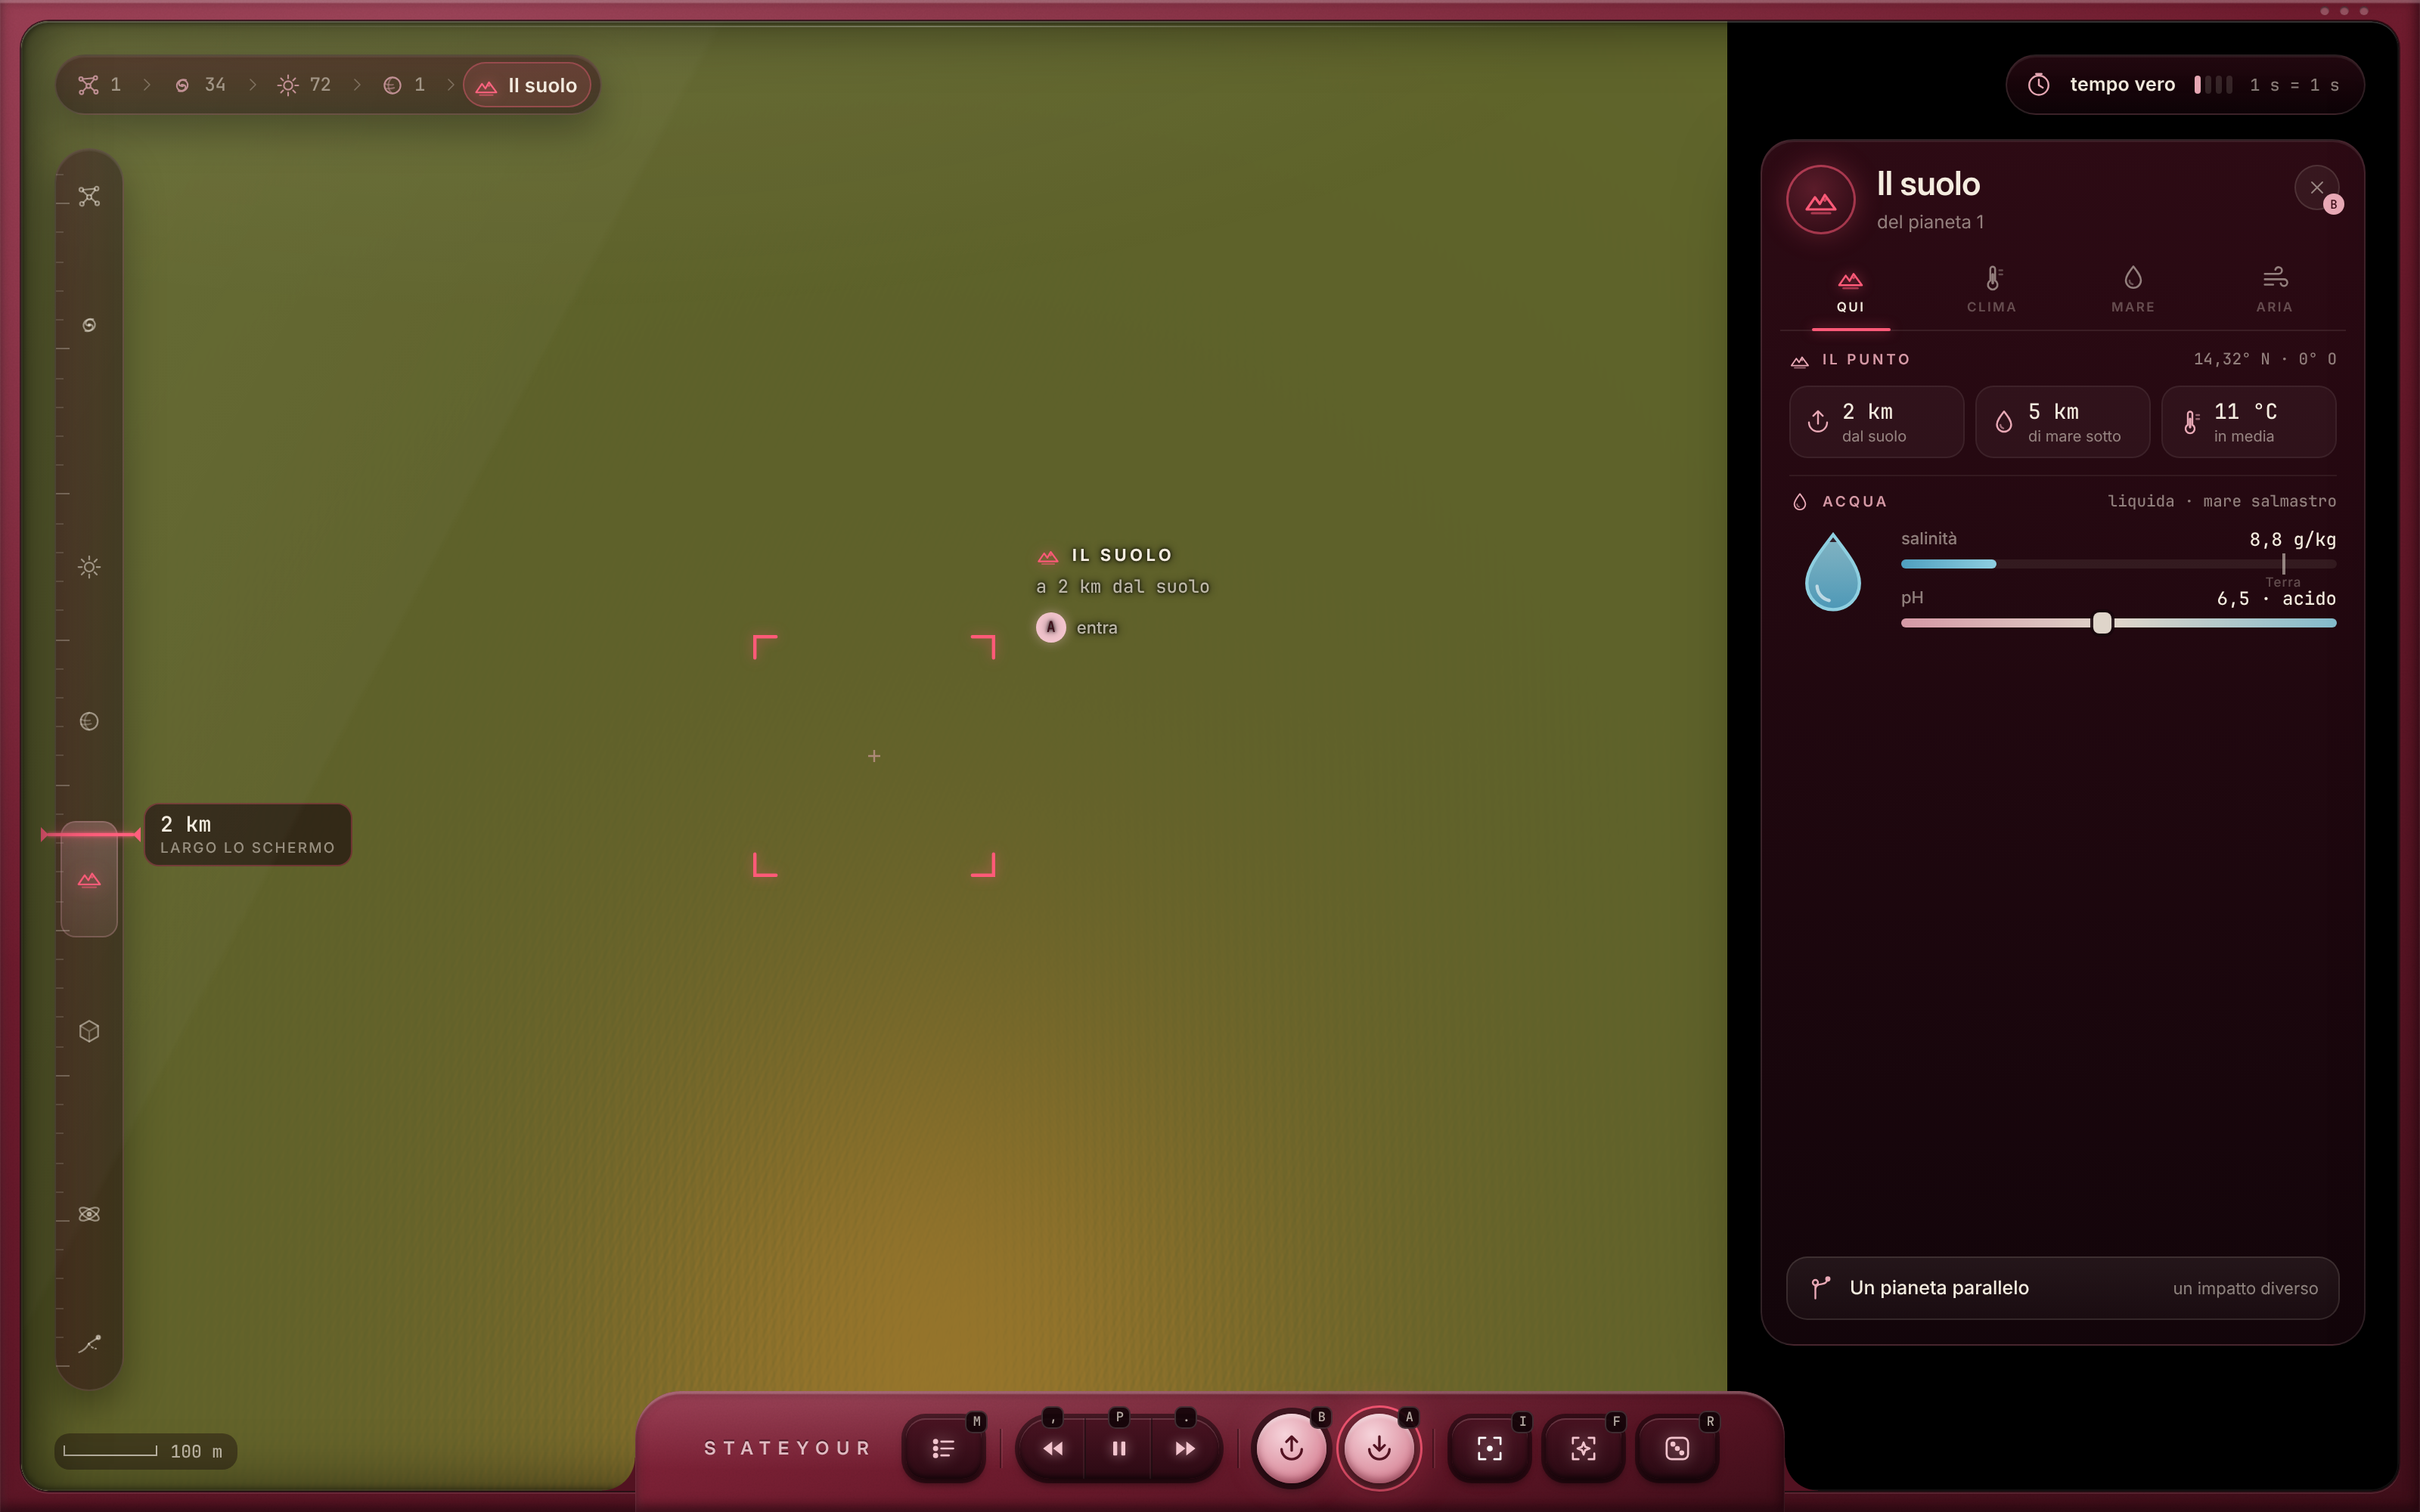 1 34 72 1 Il suolo
tempo vero 1 s = 1 s
Il suolo
del pianeta 1
B
QUI CLIMA MARE ARIA
IL PUNTO 14,32° N · 0° O
2 km 5 km 11 °C
dal suolo di mare sotto in media
ACQUA liquida · mare salmastro
salinità 8,8 g/kg
Terra
pH 6,5 · acido
IL SUOLO
a 2 km dal suolo
A entra
2 km
LARGO LO SCHERMO
Un pianeta parallelo un impatto diverso
100 m
STATEYOUR
M , P . B A I F R